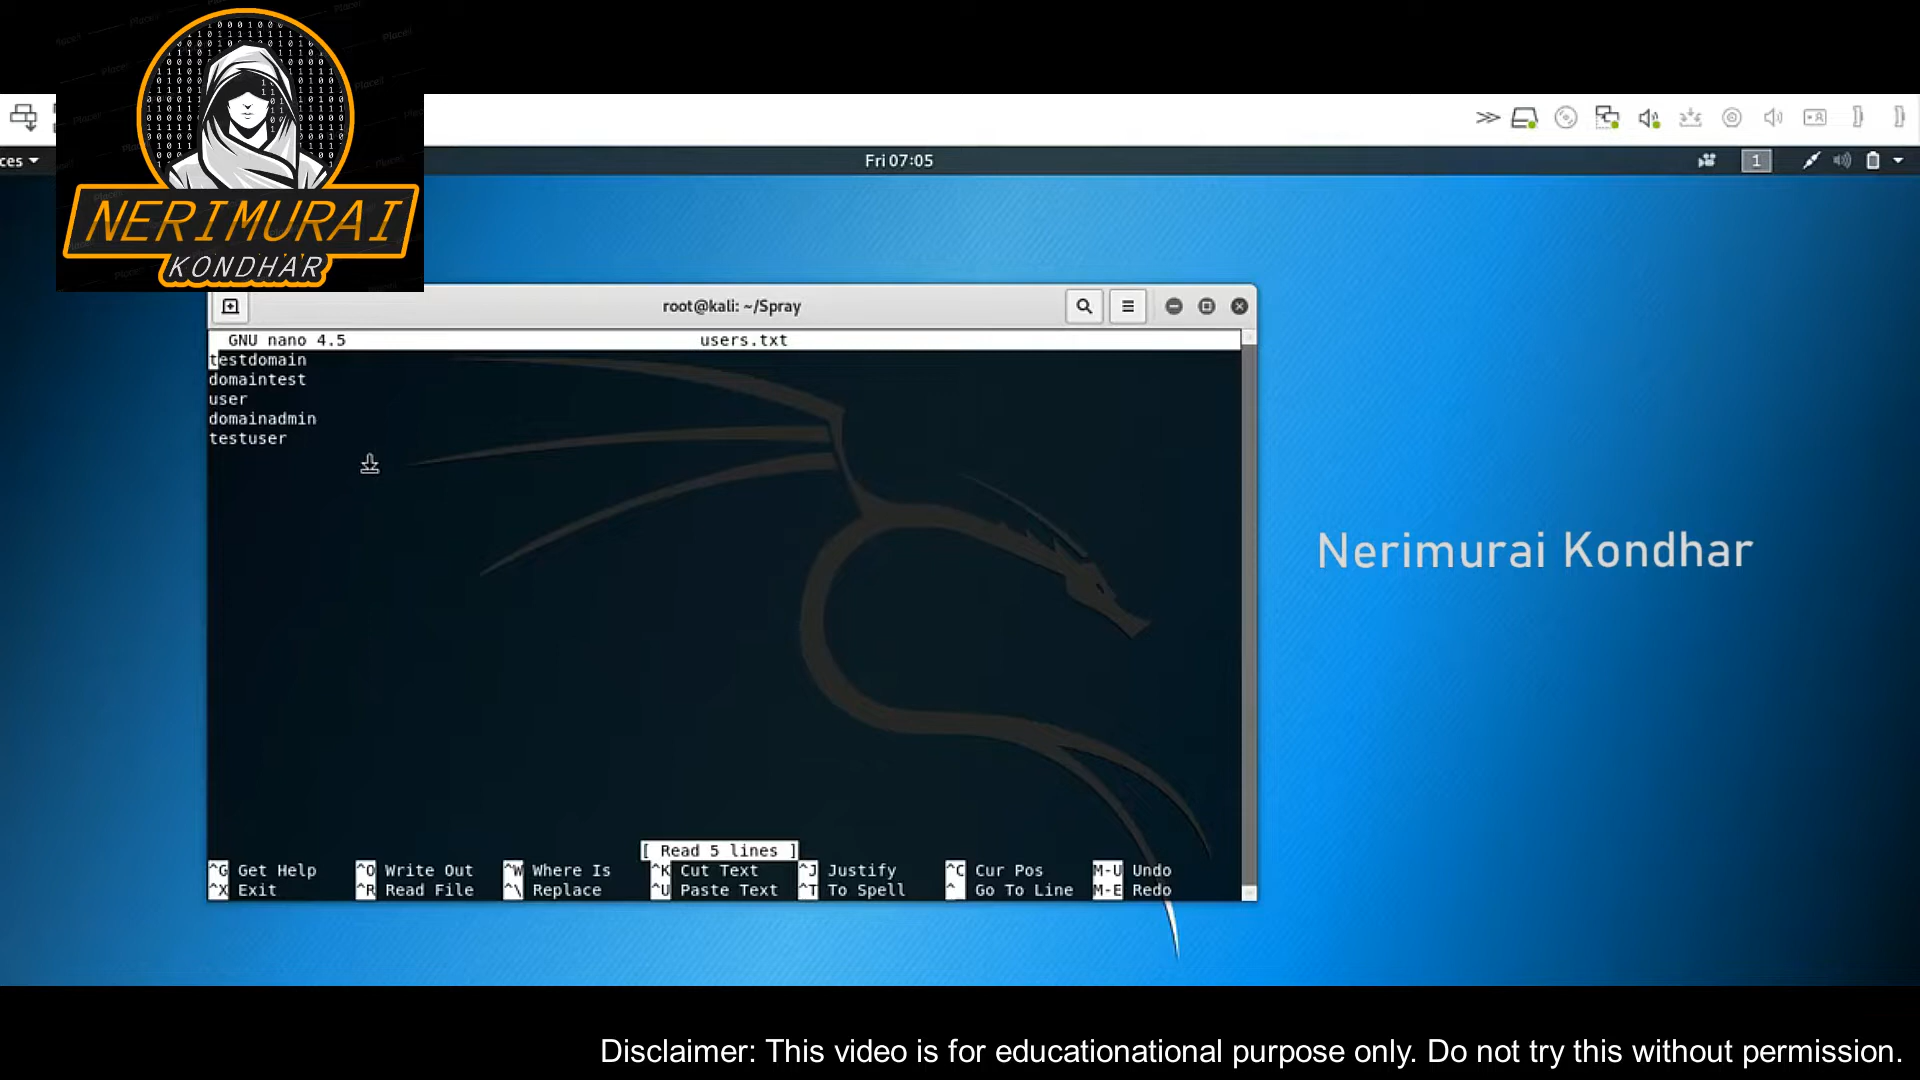 NERIMURAI
KONDHAR
ces
Fri 07:05
1
root@kali: ~/Spray
GNU nano 4.5 users.txt
testdomain
domaintest
user
domainadmin
testuser
Nerimurai Kondhar
[ Read 5 lines ]
^G Get Help ^O Write Out ^W Where Is ^K Cut Text ^J Justify ^C Cur Pos M-U Undo
^X Exit ^R Read File ^\ Replace ^U Paste Text ^T To Spell ^_ Go To Line M-E Redo
Disclaimer: This video is for educationational purpose only. Do not try this without permission.